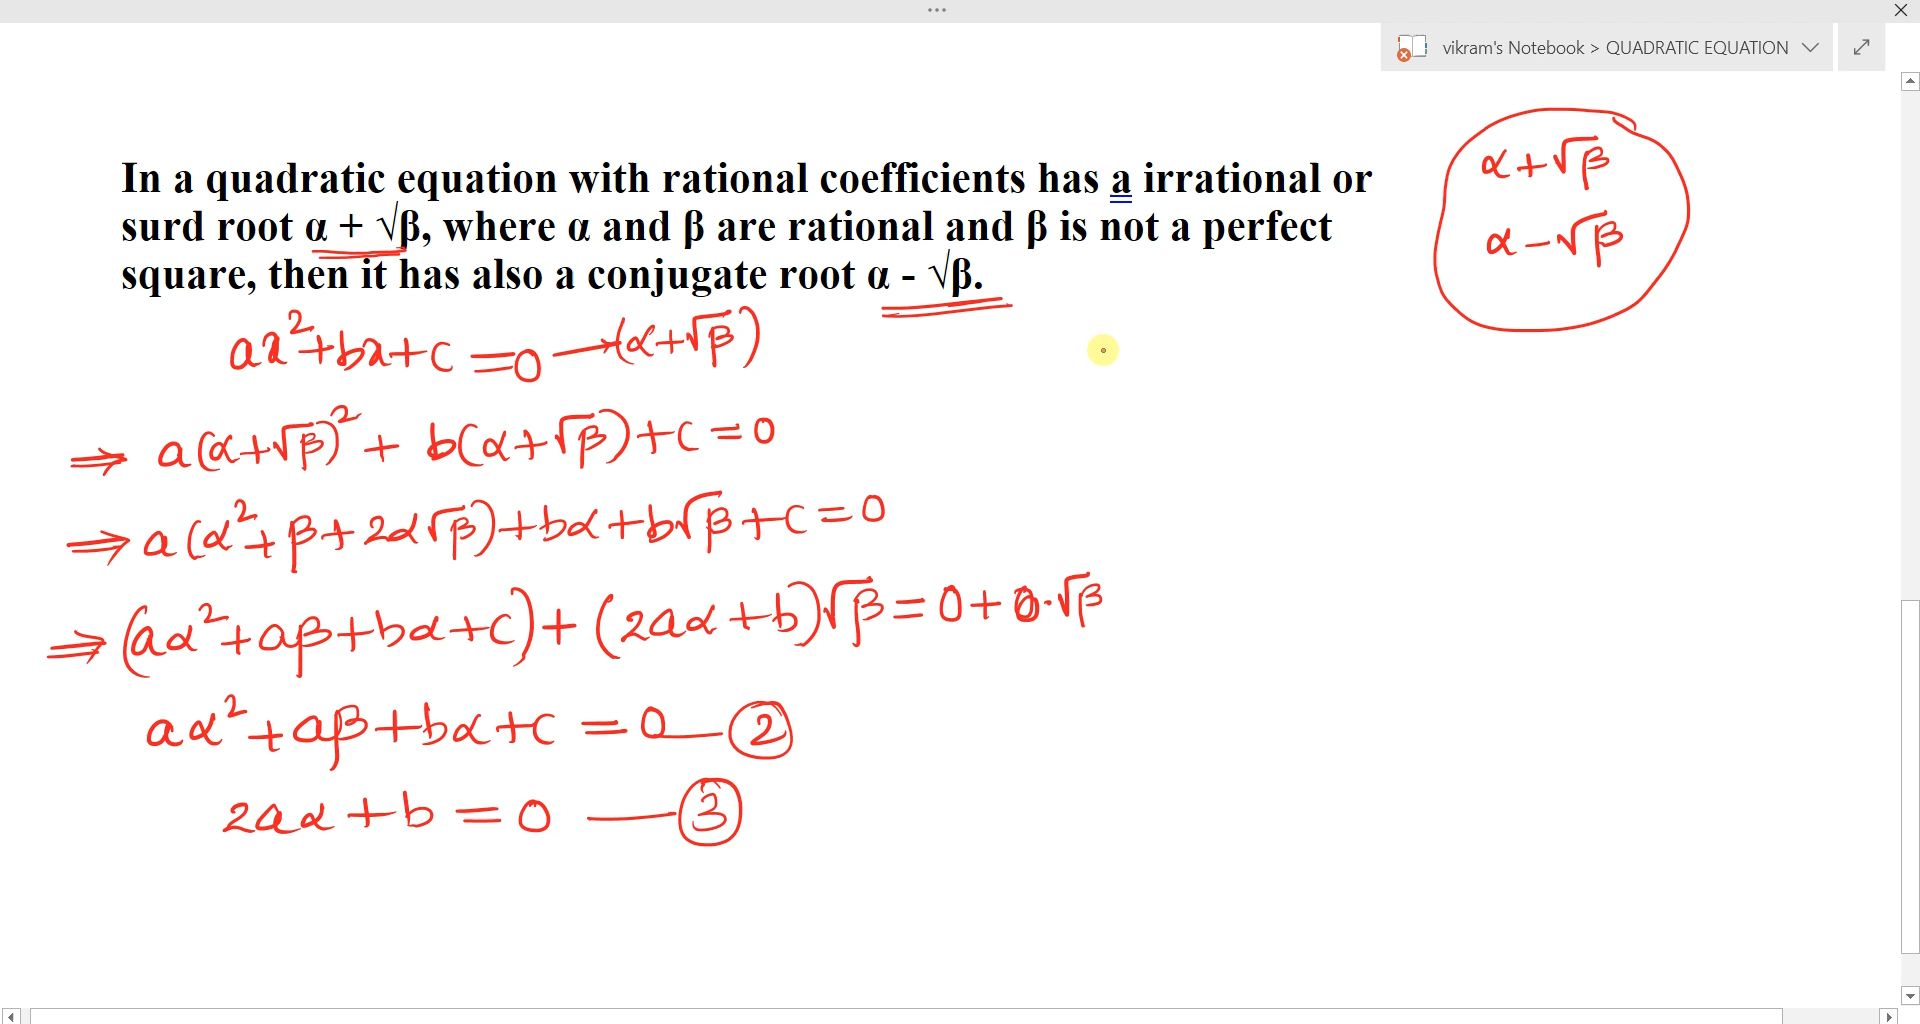 vikram's Notebook > QUADRATIC EQUATION
In a quadratic equation with rational coefficients has a irrational or
surd root α + √β, where α and β are rational and β is not a perfect
square, then it has also a conjugate root α - √β.
α+√β
α-√β
ax²+bx+c=0 → (α+√β)
⇒ a(α+√β)² + b(α+√β)+c=0
⇒ a(α²+β+2α√β)+bα+b√β+c=0
⇒ (aα²+aβ+bα+c)+(2aα+b)√β=0+0·√β
aα²+aβ+bα+c=0—②
2aα+b=0—③